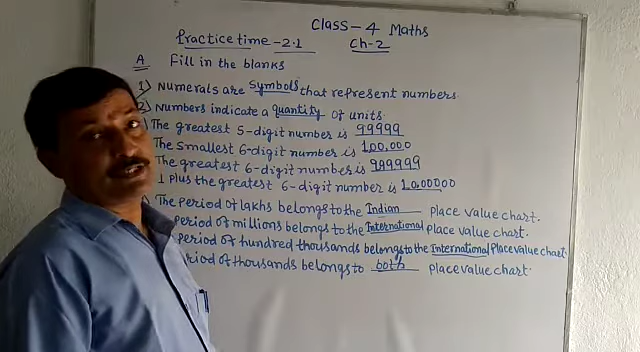 Class-4 Maths
Practice time-2.1 Ch-2
A Fill in the blanks
1) Numerals are Symbols that represent numbers.
2) Numbers indicate a quantity of units.
The greatest 5-digit number is 99999
The smallest 6-digit number is 100,000
The greatest 6-digit number is 999999
1 plus the greatest 6-digit number is 1000000
The period of lakhs belongs to the Indian place value chart.
period of millions belongs to the International place value chart.
period of hundred thousands belongs to the International Place value chart.
of thousands belongs to both place value chart.